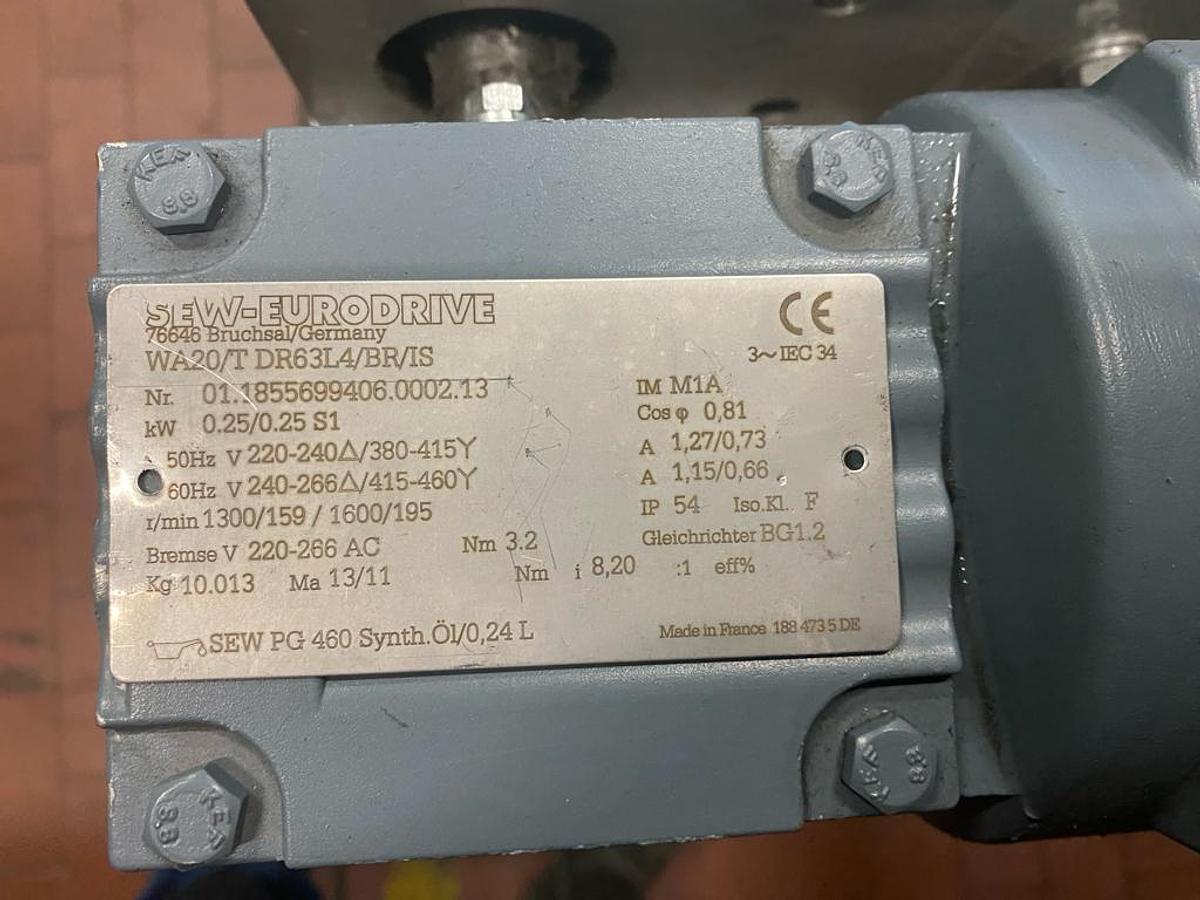 KEA
8.8
KEA
8.8
SEW-EURODRIVE
76646 Bruchsal/Germany
WA20/T DR63L4/BR/IS
3~IEC 34
Nr. 01.1855699406.0002.13 IM M1A
kW 0.25/0.25 S1 Cos φ 0,81
50Hz V 220-240Δ/380-415Y A 1,27/0,73
60Hz V 240-266Δ/415-460Y A 1,15/0,66
r/min 1300/159 / 1600/195 IP 54 Iso.Kl. F
Bremse V 220-266 AC Nm 3.2 Gleichrichter BG1.2
Kg 10.013 Ma 13/11 Nm i 8,20 :1 eff%
SEW PG 460 Synth.Öl/0,24 L Made in France 188 473 5 DE
CE
KEA
8.8
KEA
8.8